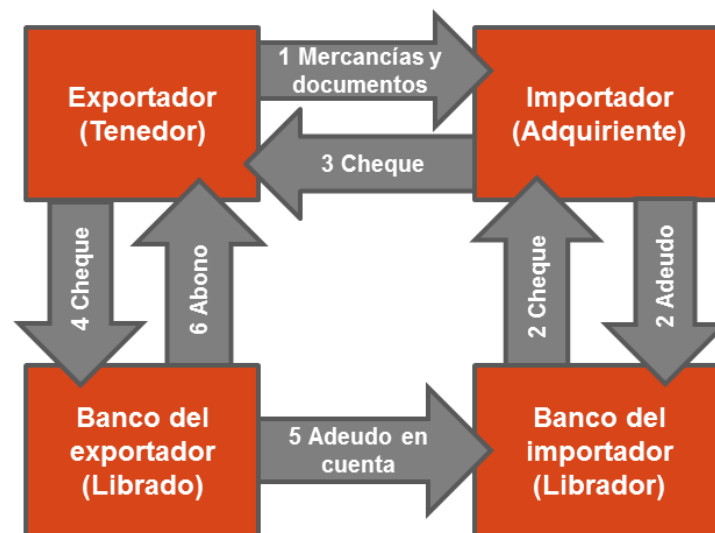 Exportador
(Tenedor)
1 Mercancías y
documentos
Importador
(Adquiriente)
3 Cheque
4 Cheque
6 Abono
2 Cheque
2 Adeudo
Banco del
exportador
(Librado)
5 Adeudo en
cuenta
Banco del
importador
(Librador)